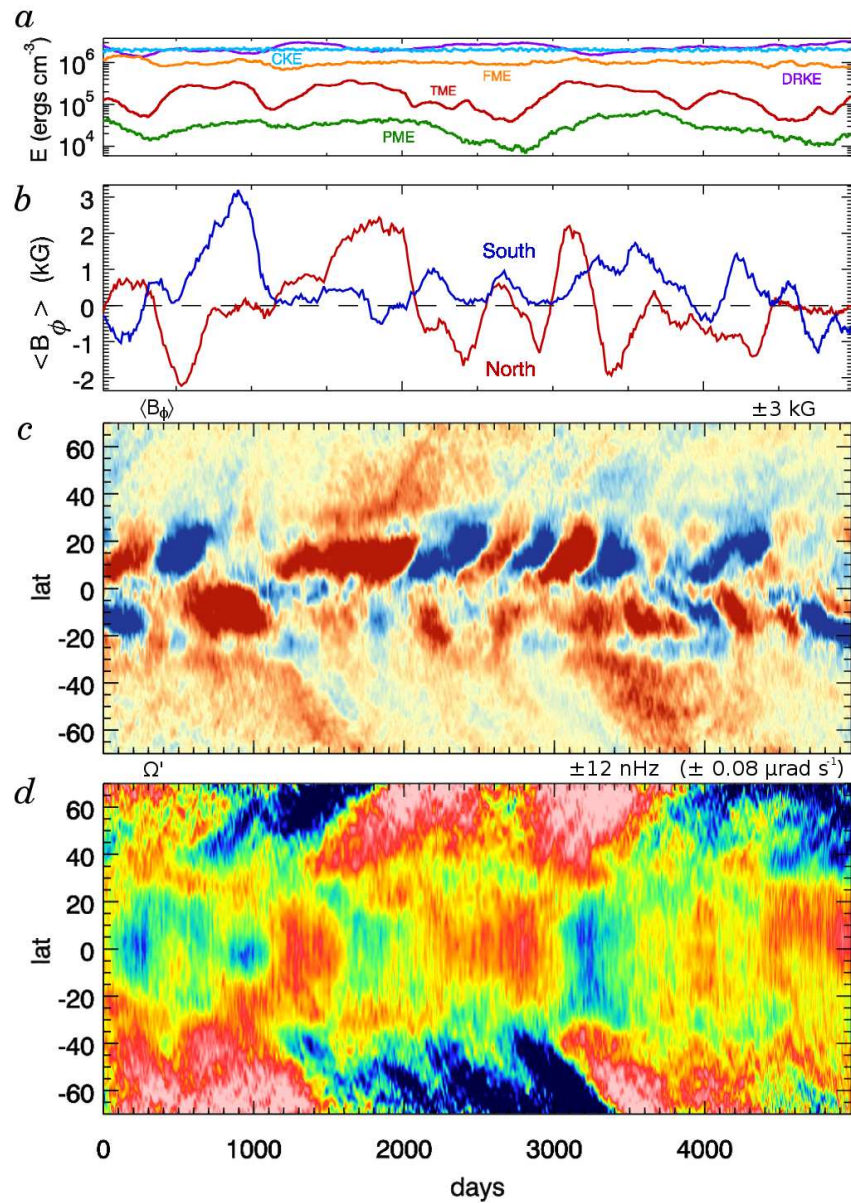 a
E (ergs cm⁻³)
10⁶
10⁵
10⁴
CKE
FME
DRKE
TME
PME
b
<B_ϕ> (kG)
3
2
1
0
-1
-2
South
North
⟨B_ϕ⟩ ±3 kG
c
lat
60
40
20
0
-20
-40
-60
Ω' ±12 nHz (± 0.08 μrad s⁻¹)
d
lat
60
40
20
0
-20
-40
-60
0 1000 2000 3000 4000
days